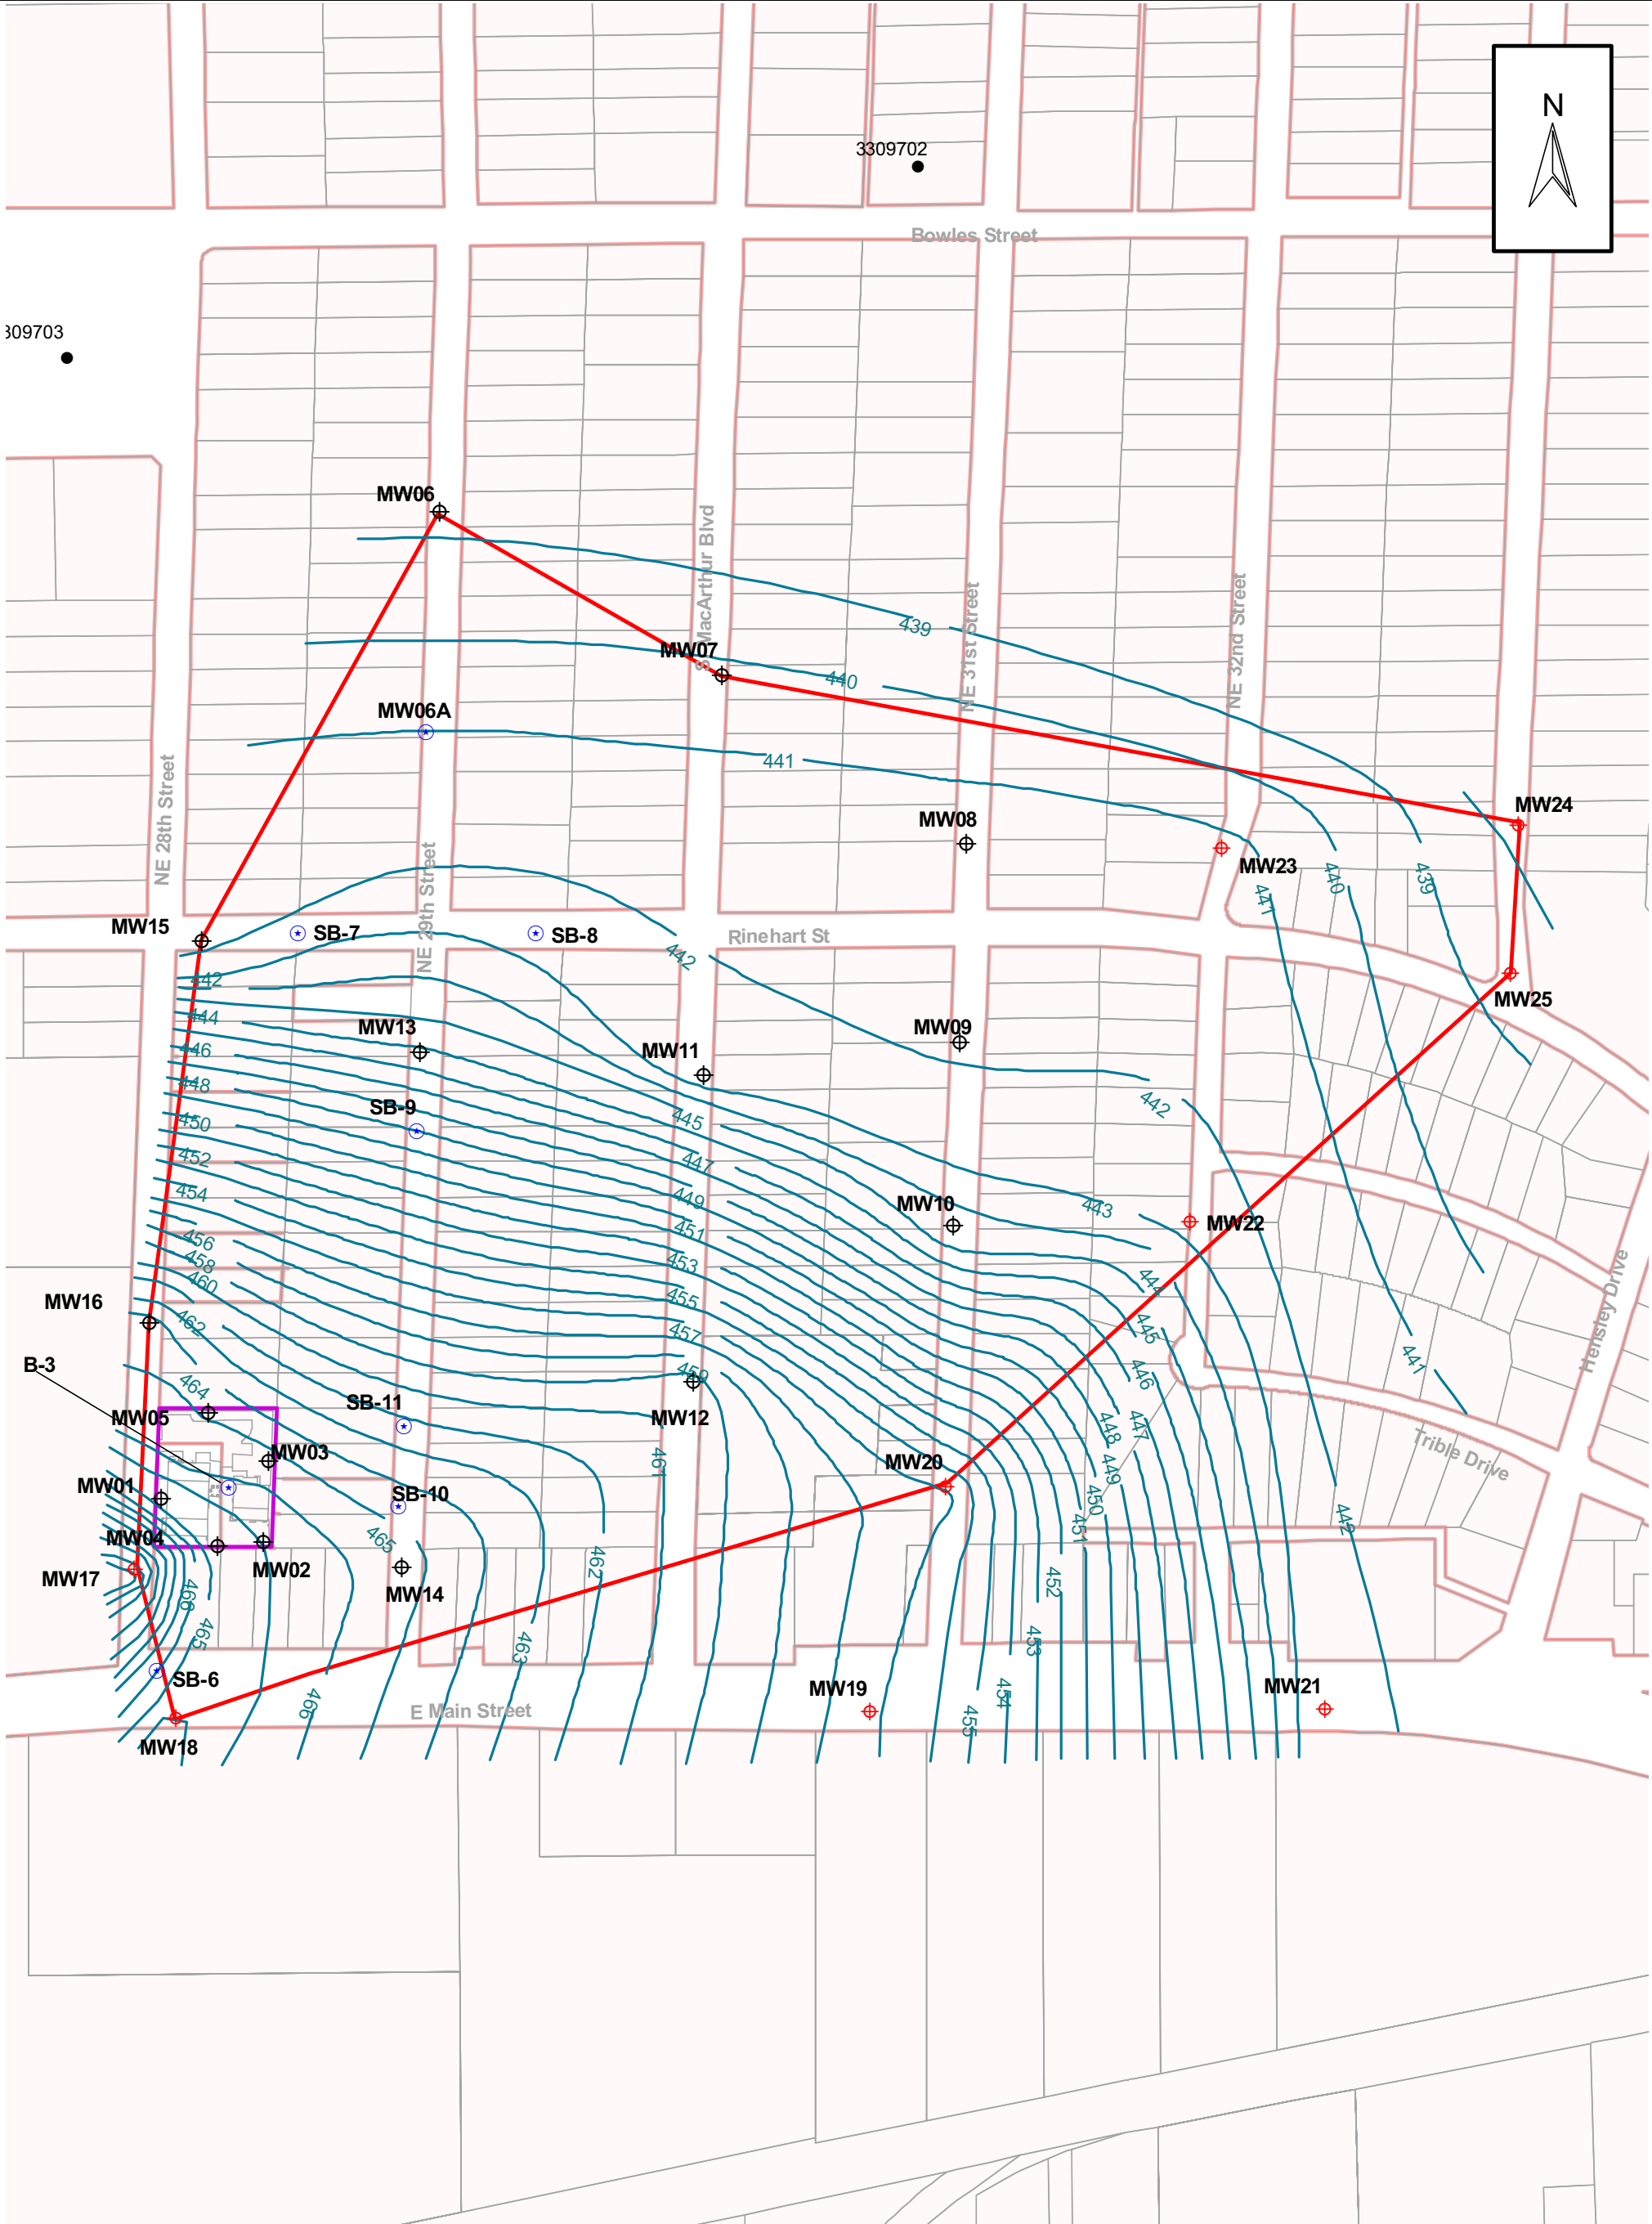 N
3309702
Bowles Street
309703
MW06
S MacArthur Blvd
NE 31st Street
NE 32nd Street
439
MW07
440
MW06A
441
NE 28th Street
MW08
MW24
MW23
440
439
441
NE 29th Street
MW15
SB-7
SB-8
Rinehart St
442
442
MW25
444
MW13
MW09
446
MW11
448
SB-9
442
450
445
452
447
454
449
MW10
443
MW22
451
456
458
453
460
444
Hensley Drive
455
MW16
462
457
445
441
B-3
459
446
464
SB-11
MW05
MW12
448
447
Trible Drive
MW03
461
449
MW20
MW01
SB-10
450
442
MW04
465
451
MW02
462
MW17
466
MW14
452
465
463
453
SB-6
466
MW19
454
MW21
E Main Street
455
MW18